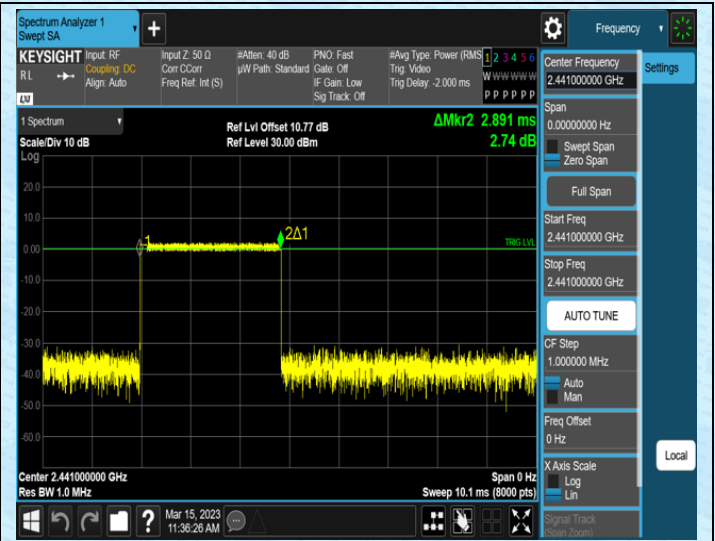 Spectrum Analyzer 1
Swept SA
+
Frequency
KEYSIGHT
RL
LXI
Input: RF
Coupling: DC
Align: Auto
Input Z: 50 Ω
Corr CCorr
Freq Ref: Int (S)
#Atten: 40 dB
µW Path: Standard
PNO: Fast
Gate: Off
IF Gain: Low
Sig Track: Off
#Avg Type: Power (RMS
Trig: Video
Trig Delay: -2.000 ms
1 2 3 4 5 6
W W W W W W
P P P P P P
Center Frequency
2.441000000 GHz
Settings
Span
0.00000000 Hz
Swept Span
Zero Span
Full Span
Start Freq
2.441000000 GHz
Stop Freq
2.441000000 GHz
AUTO TUNE
CF Step
1.000000 MHz
Auto
Man
Freq Offset
0 Hz
X Axis Scale
Log
Lin
Signal Track
(Span Zoom)
Local
1 Spectrum
Scale/Div 10 dB
Log
Ref Lvl Offset 10.77 dB
Ref Level 30.00 dBm
ΔMkr2 2.891 ms
2.74 dB
20.0
10.0
0.00
-10.0
-20.0
-30.0
-40.0
-50.0
-60.0
1
2Δ1
TRIG LVL
Center 2.441000000 GHz
Res BW 1.0 MHz
Span 0 Hz
Sweep 10.1 ms (8000 pts)
?
Mar 15, 2023
11:36:26 AM